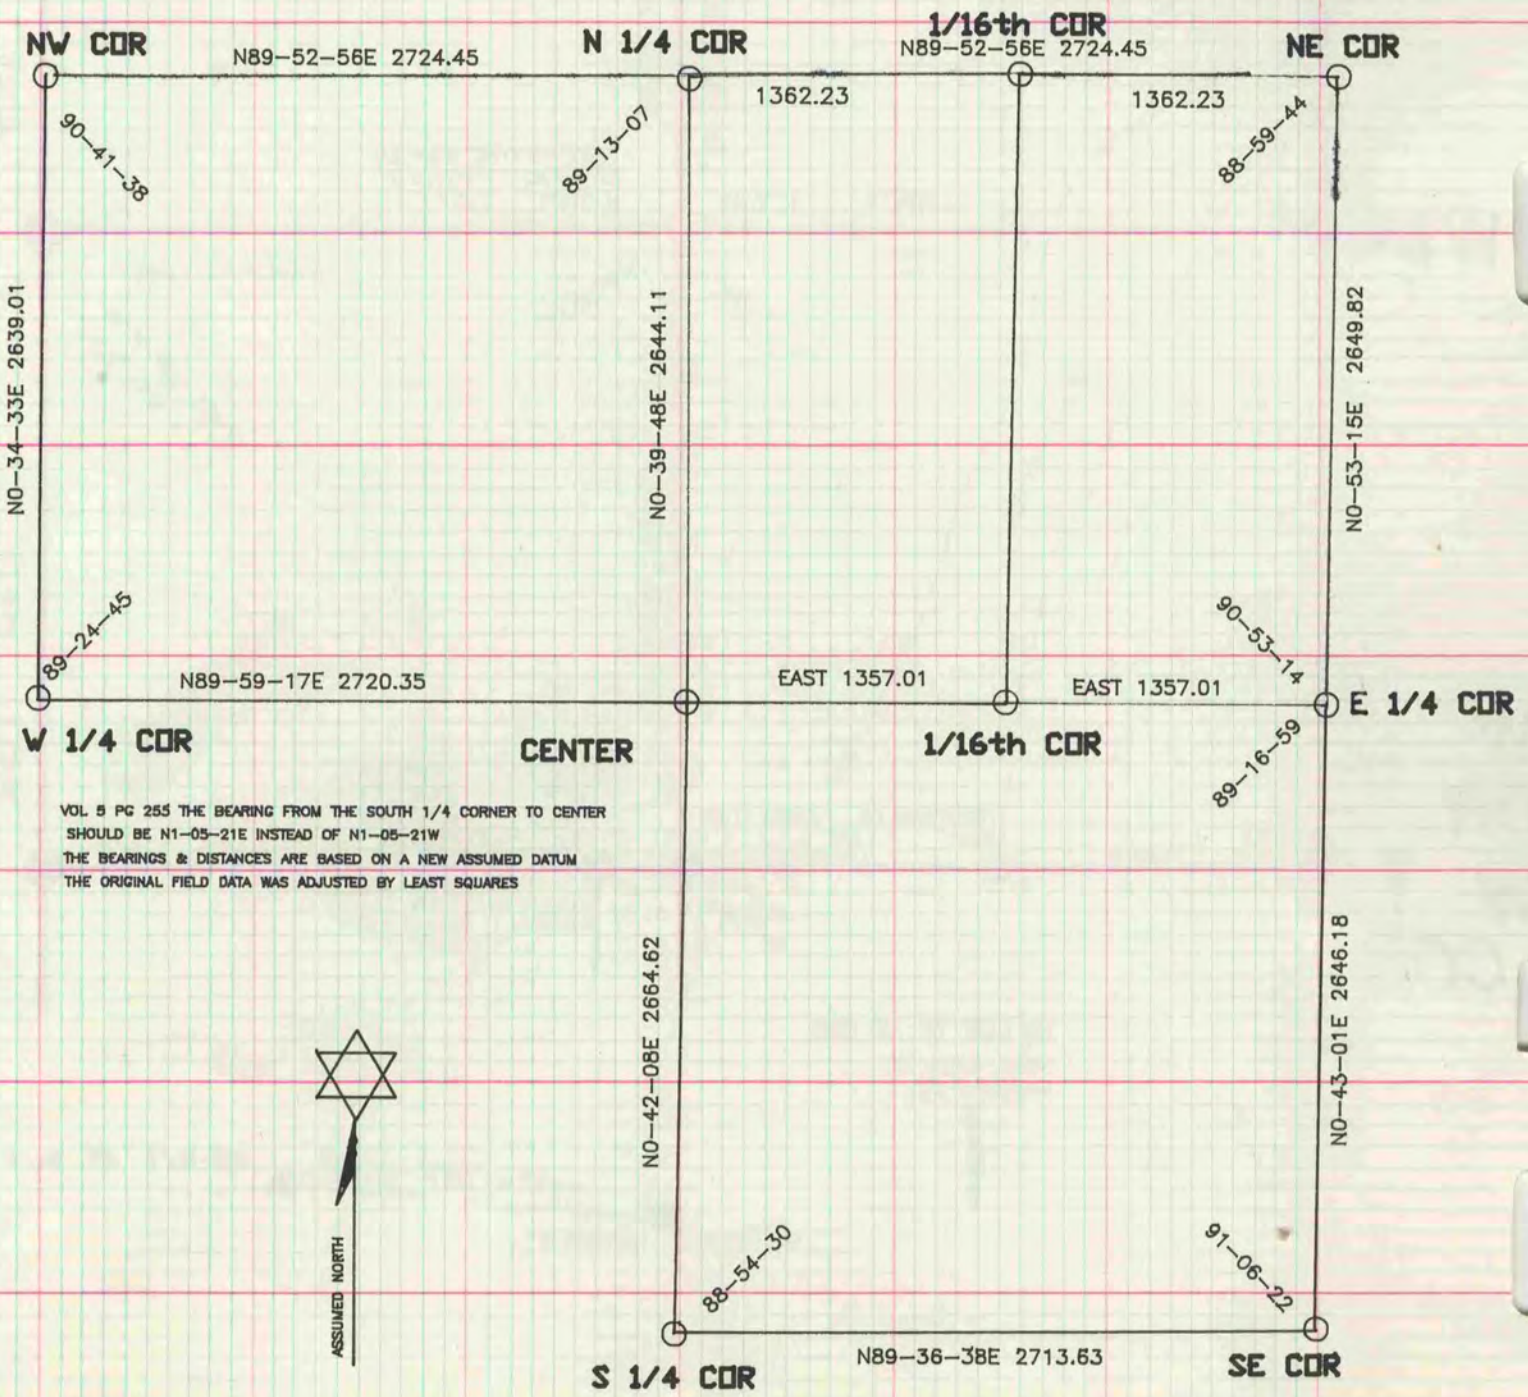 1/16th COR
NW COR
N 1/4 COR
NE COR
N89-52-56E 2724.45
N89-52-56E 2724.45
1362.23
1362.23
90-41-38
89-13-07
88-59-44
N0-34-33E 2639.01
N0-39-48E 2644.11
N0-53-15E 2649.82
89-24-45
90-53-14
N89-59-17E 2720.35
EAST 1357.01
EAST 1357.01
E 1/4 COR
W 1/4 COR
CENTER
1/16th COR
89-16-59
VOL 5 PG 255 THE BEARING FROM THE SOUTH 1/4 CORNER TO CENTER
SHOULD BE N1-05-21E INSTEAD OF N1-05-21W
THE BEARINGS & DISTANCES ARE BASED ON A NEW ASSUMED DATUM
THE ORIGINAL FIELD DATA WAS ADJUSTED BY LEAST SQUARES
N0-42-08E 2664.62
N0-43-01E 2646.18
ASSUMED NORTH
88-54-30
91-06-22
N89-36-38E 2713.63
S 1/4 COR
SE COR